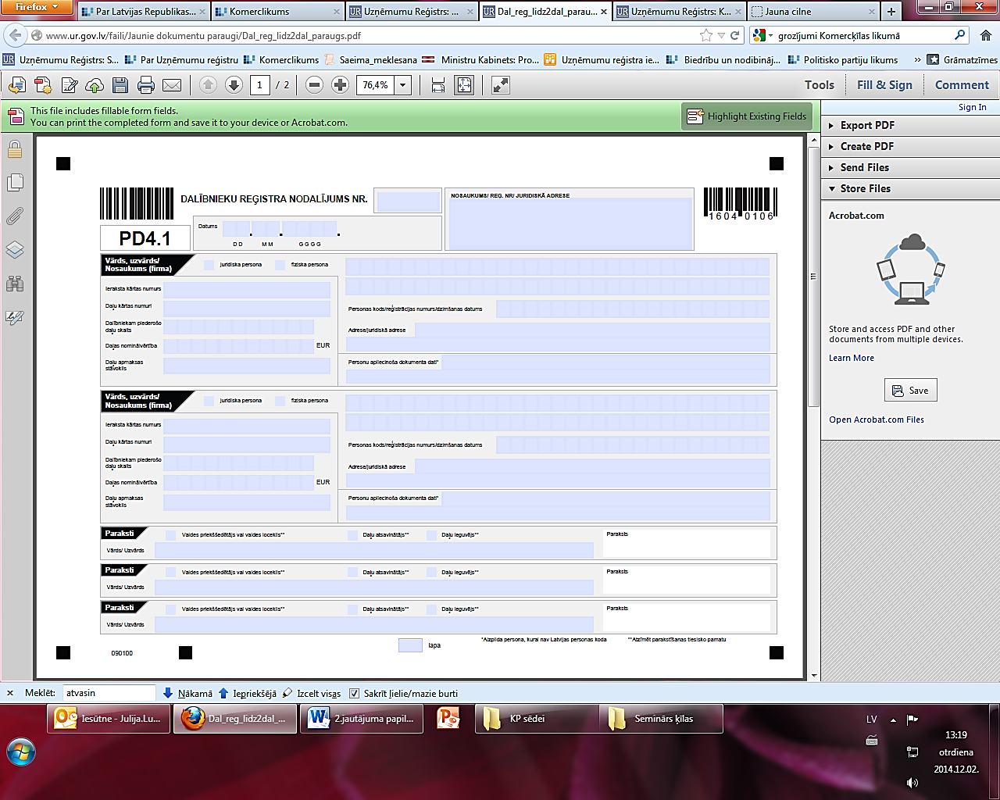 Firefox
Par Latvijas Republikas...
Komerclikums
Uzņēmumu Reģistrs: ...
Dal_reg_lidz2dal_parau...
Uzņēmumu Reģistrs: K...
Jauna cilne
www.ur.gov.lv/faili/Jaunie dokumentu paraugi/Dal_reg_lidz2dal_paraugs.pdf
grozījumi Komercķīlas likumā
Uzņēmumu Reģistrs: S...
Par Uzņēmumu reģistru
Komerclikums
Saeima_meklesana
Ministru Kabinets: Pro...
Uzņēmumu reģistra ie...
Biedrību un nodibināj...
Politisko partiju likums
»
Grāmatzīmes
1 / 2
76,4%
Tools
Fill & Sign
Comment
This file includes fillable form fields.
You can print the completed form and save it to your device or Acrobat.com.
Highlight Existing Fields
Sign In
Export PDF
Create PDF
Send Files
Store Files
Acrobat.com
Store and access PDF and other
documents from multiple devices.
Learn More
Save
Open Acrobat.com Files
DALĪBNIEKU REĢISTRA NODALĪJUMS NR.
NOSAUKUMS/ REG. NR/ JURIDISKĀ ADRESE
1604 0106
PD4.1
Datums
. . .
DD MM GGGG
Vārds, uzvārds/
Nosaukums (firma)
juridiska persona
fiziska persona
Ieraksta kārtas numurs
Daļu kārtas numuri
Personas kods/reģistrācijas numurs/dzimšanas datums
Dalībniekam piederošo
daļu skaits
Adrese/juridiskā adrese
Daļas nominālvērtība
EUR
Daļu apmaksas
stāvoklis
Personu apliecinoša dokumenta dati*
Vārds, uzvārds/
Nosaukums (firma)
juridiska persona
fiziska persona
Ieraksta kārtas numurs
Daļu kārtas numuri
Personas kods/reģistrācijas numurs/dzimšanas datums
Dalībniekam piederošo
daļu skaits
Adrese/juridiskā adrese
Daļas nominālvērtība
EUR
Daļu apmaksas
stāvoklis
Personu apliecinoša dokumenta dati*
Paraksti
Valdes priekšsēdētājs vai valdes loceklis**
Daļu atsavinātājs**
Daļu ieguvējs**
Paraksts
Vārds/ Uzvārds
Paraksti
Valdes priekšsēdētājs vai valdes loceklis**
Daļu atsavinātājs**
Daļu ieguvējs**
Paraksts
Vārds/ Uzvārds
Paraksti
Valdes priekšsēdētājs vai valdes loceklis**
Daļu atsavinātājs**
Daļu ieguvējs**
Paraksts
Vārds/ Uzvārds
*Aizpilda persona, kurai nav Latvijas personas koda
**Atzīmēt parakstīšanas tiesisko pamatu
lapa
090100
Meklēt:
atvasin
Nākamā
Iepriekšējā
Izcelt visas
Sakrīt lielie/mazie burti
Iesūtne - Julija.Lu...
Dal_reg_lidz2dal_...
2.jautājuma papil...
KP sēdei
Seminārs ķīlas
LV
13:19
otrdiena
2014.12.02.